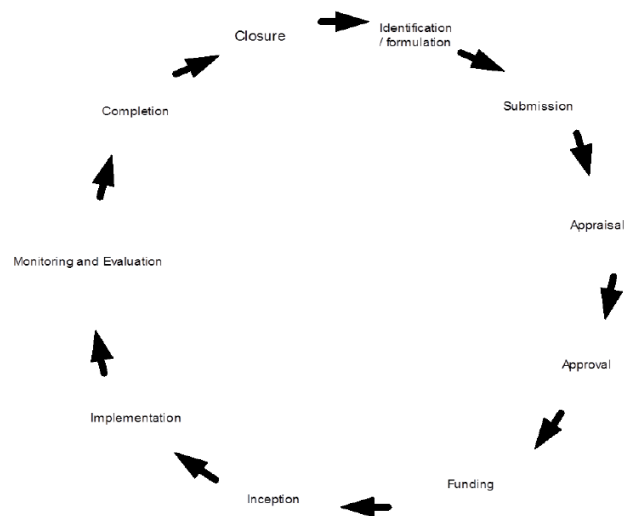 Closure
Identification
/ formulation
Submission
Appraisal
Approval
Funding
Inception
Implementation
Monitoring and Evaluation
Completion